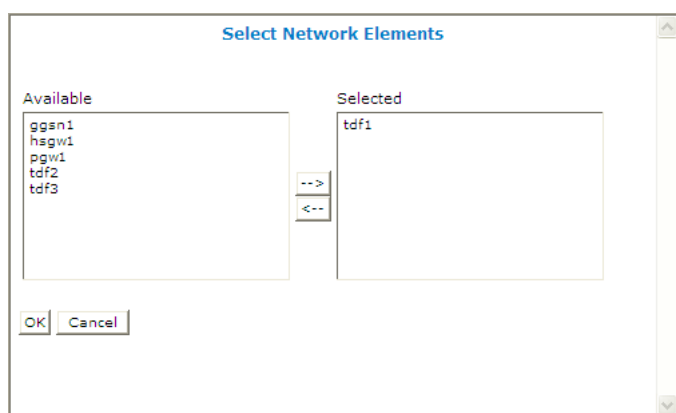 Select Network Elements
Available
Selected
ggsn1
hsgw1
pgw1
tdf2
tdf3
tdf1
-->
<--
OK
Cancel